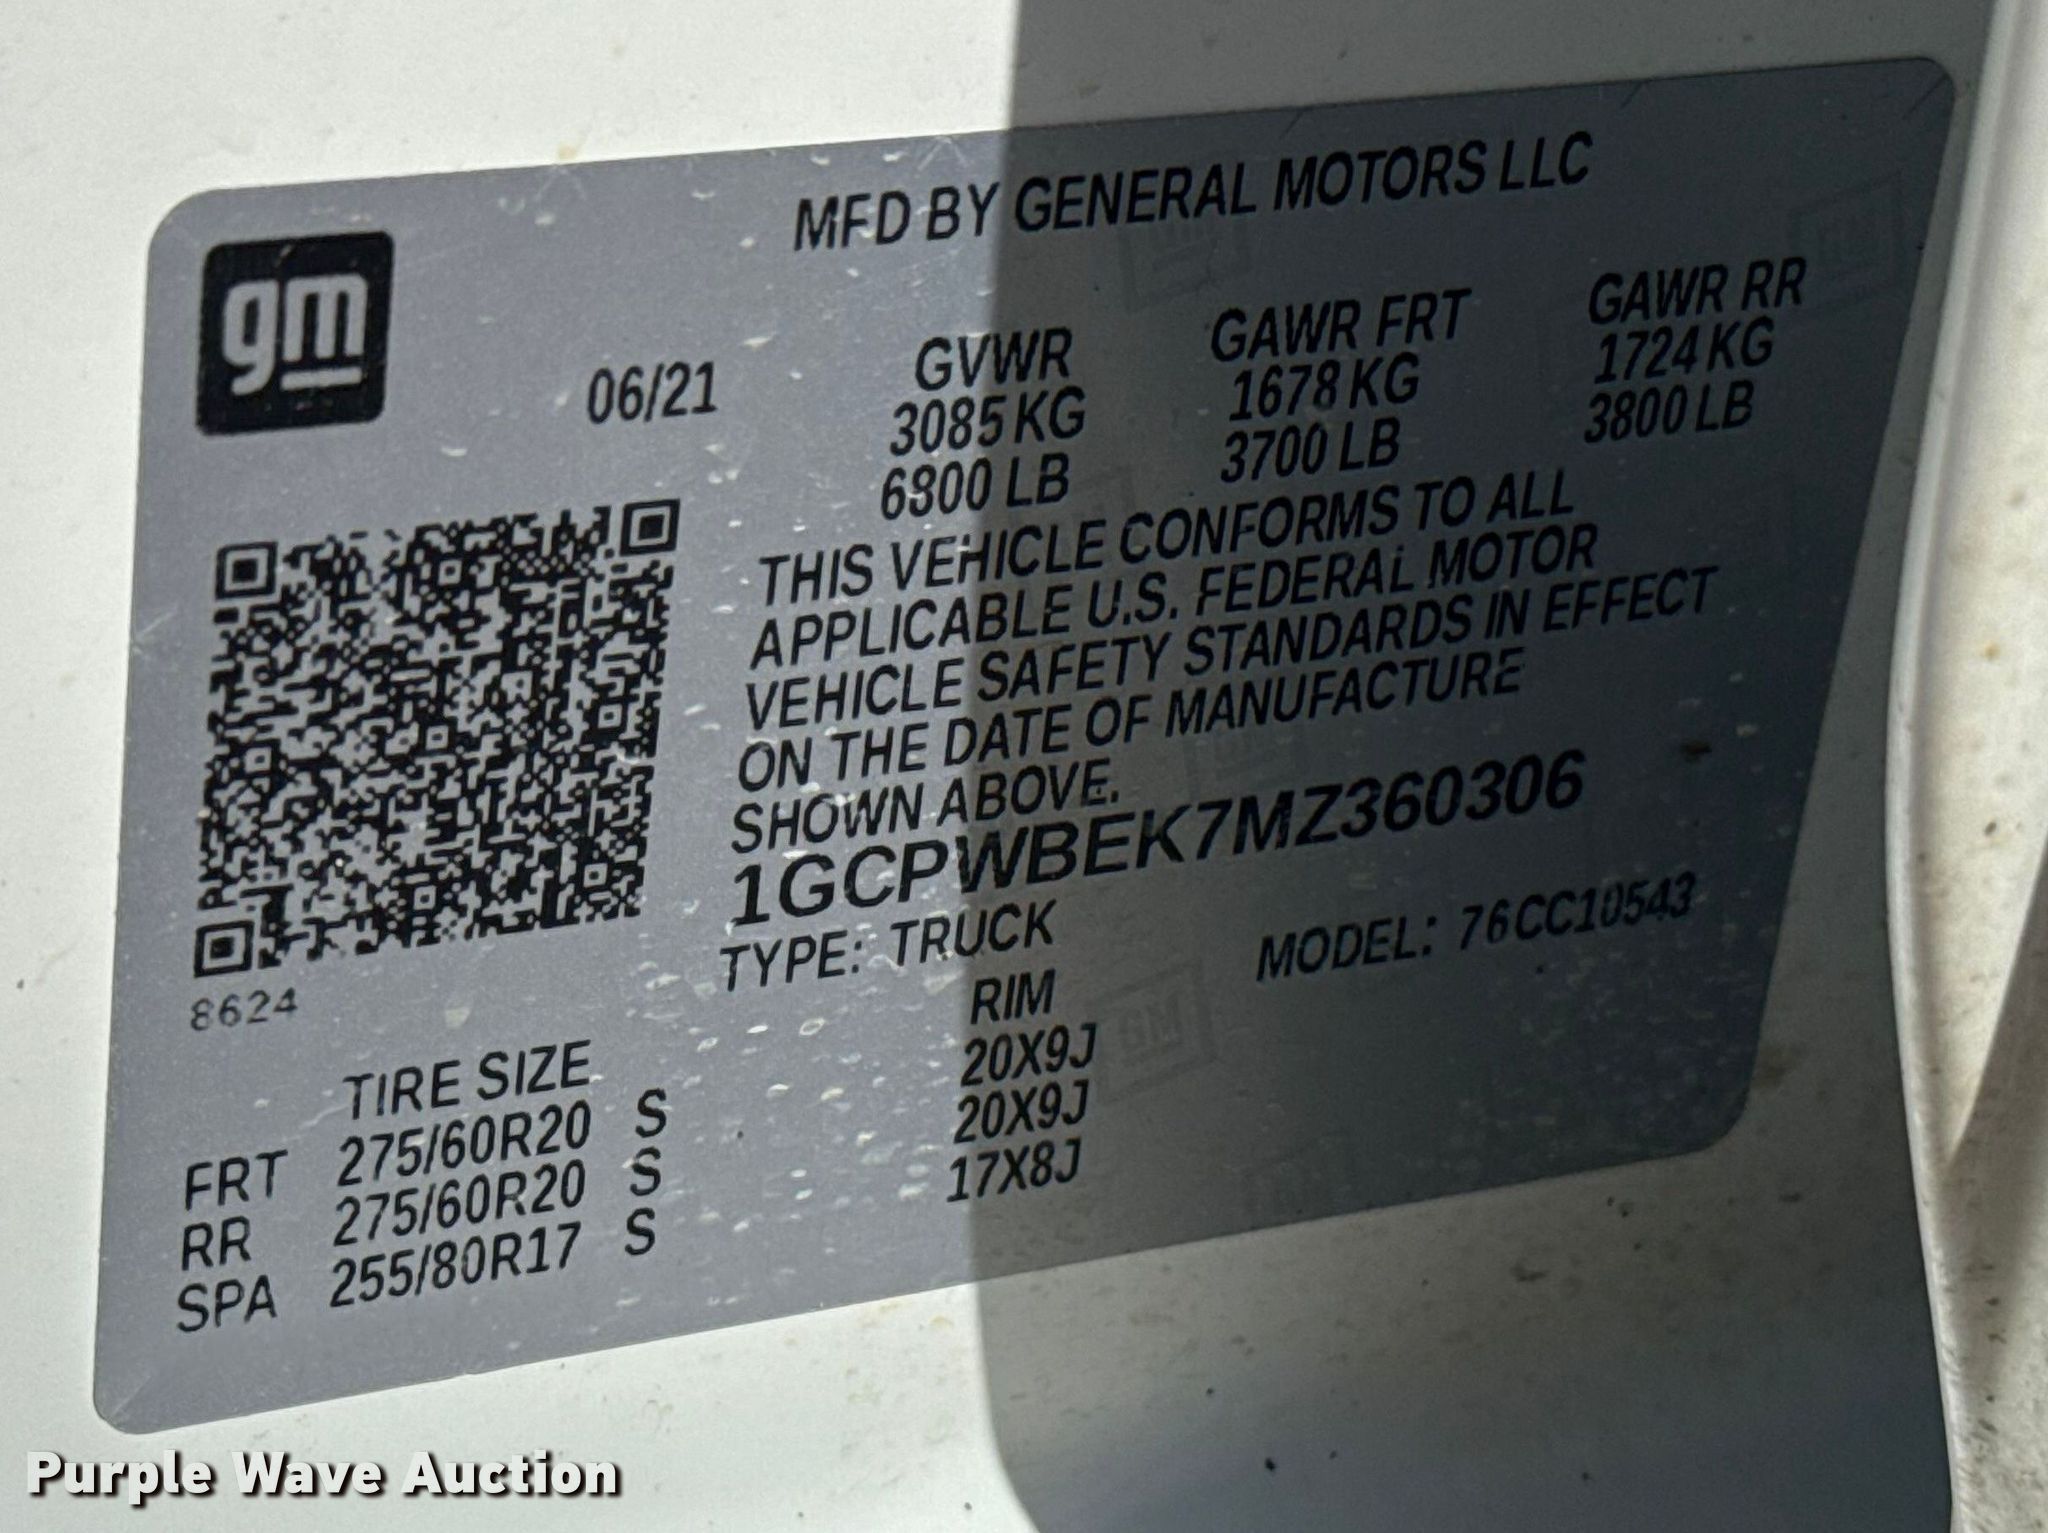 MFD BY GENERAL MOTORS LLC
gm
06/21
GVWR GAWR FRT GAWR RR
3085 KG 1678 KG 1724 KG
6800 LB 3700 LB 3800 LB
THIS VEHICLE CONFORMS TO ALL
APPLICABLE U.S. FEDERAL MOTOR
VEHICLE SAFETY STANDARDS IN EFFECT
ON THE DATE OF MANUFACTURE
SHOWN ABOVE.
1GCPWBEK7MZ360306
TYPE: TRUCK MODEL: 76CC10543
8624
TIRE SIZE RIM
FRT 275/60R20 S 20X9J
RR 275/60R20 S 20X9J
SPA 255/80R17 S 17X8J
Purple Wave Auction